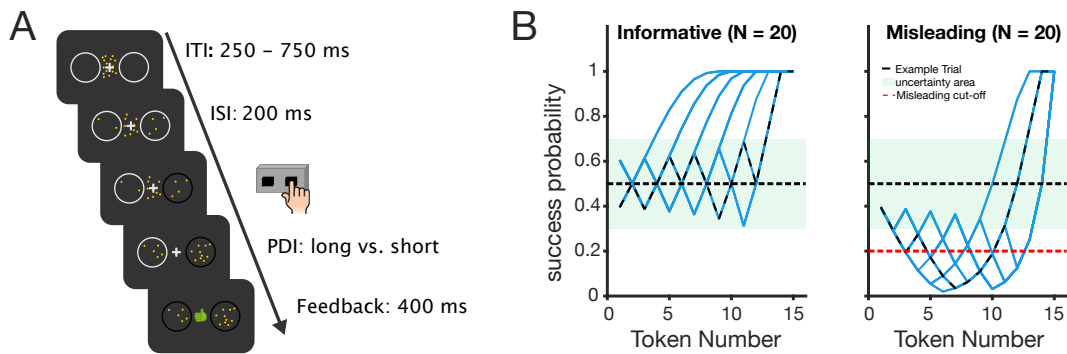 A
ITI: 250 – 750 ms
ISI: 200 ms
PDI: long vs. short
Feedback: 400 ms
B
Informative (N = 20)
success probability
1
0.8
0.6
0.4
0.2
0
0
5
10
15
Token Number
Misleading (N = 20)
Example Trial
uncertainty area
Misleading cut-off
0
5
10
15
Token Number